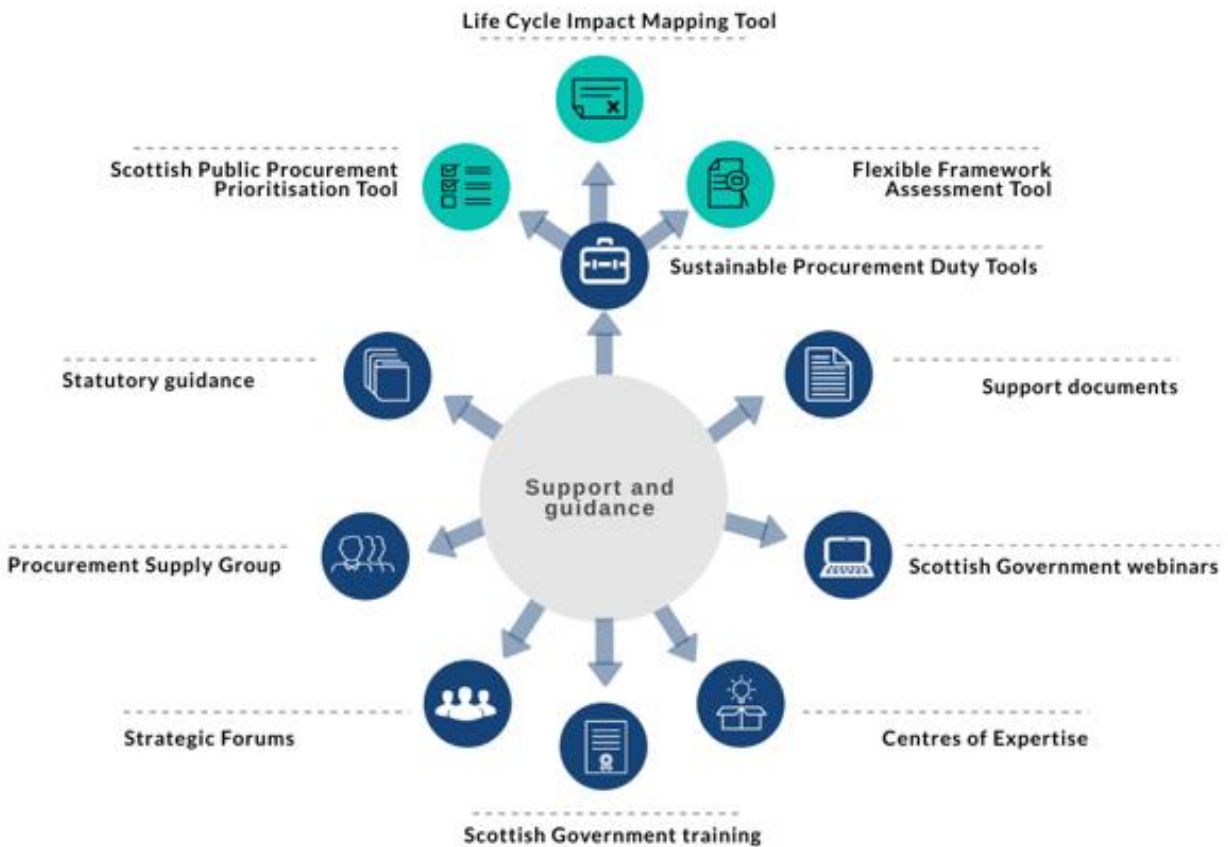 Life Cycle Impact Mapping Tool
Scottish Public Procurement
Prioritisation Tool
Flexible Framework
Assessment Tool
Sustainable Procurement Duty Tools
Statutory guidance
Support documents
Support and
guidance
Procurement Supply Group
Scottish Government webinars
Strategic Forums
Centres of Expertise
Scottish Government training